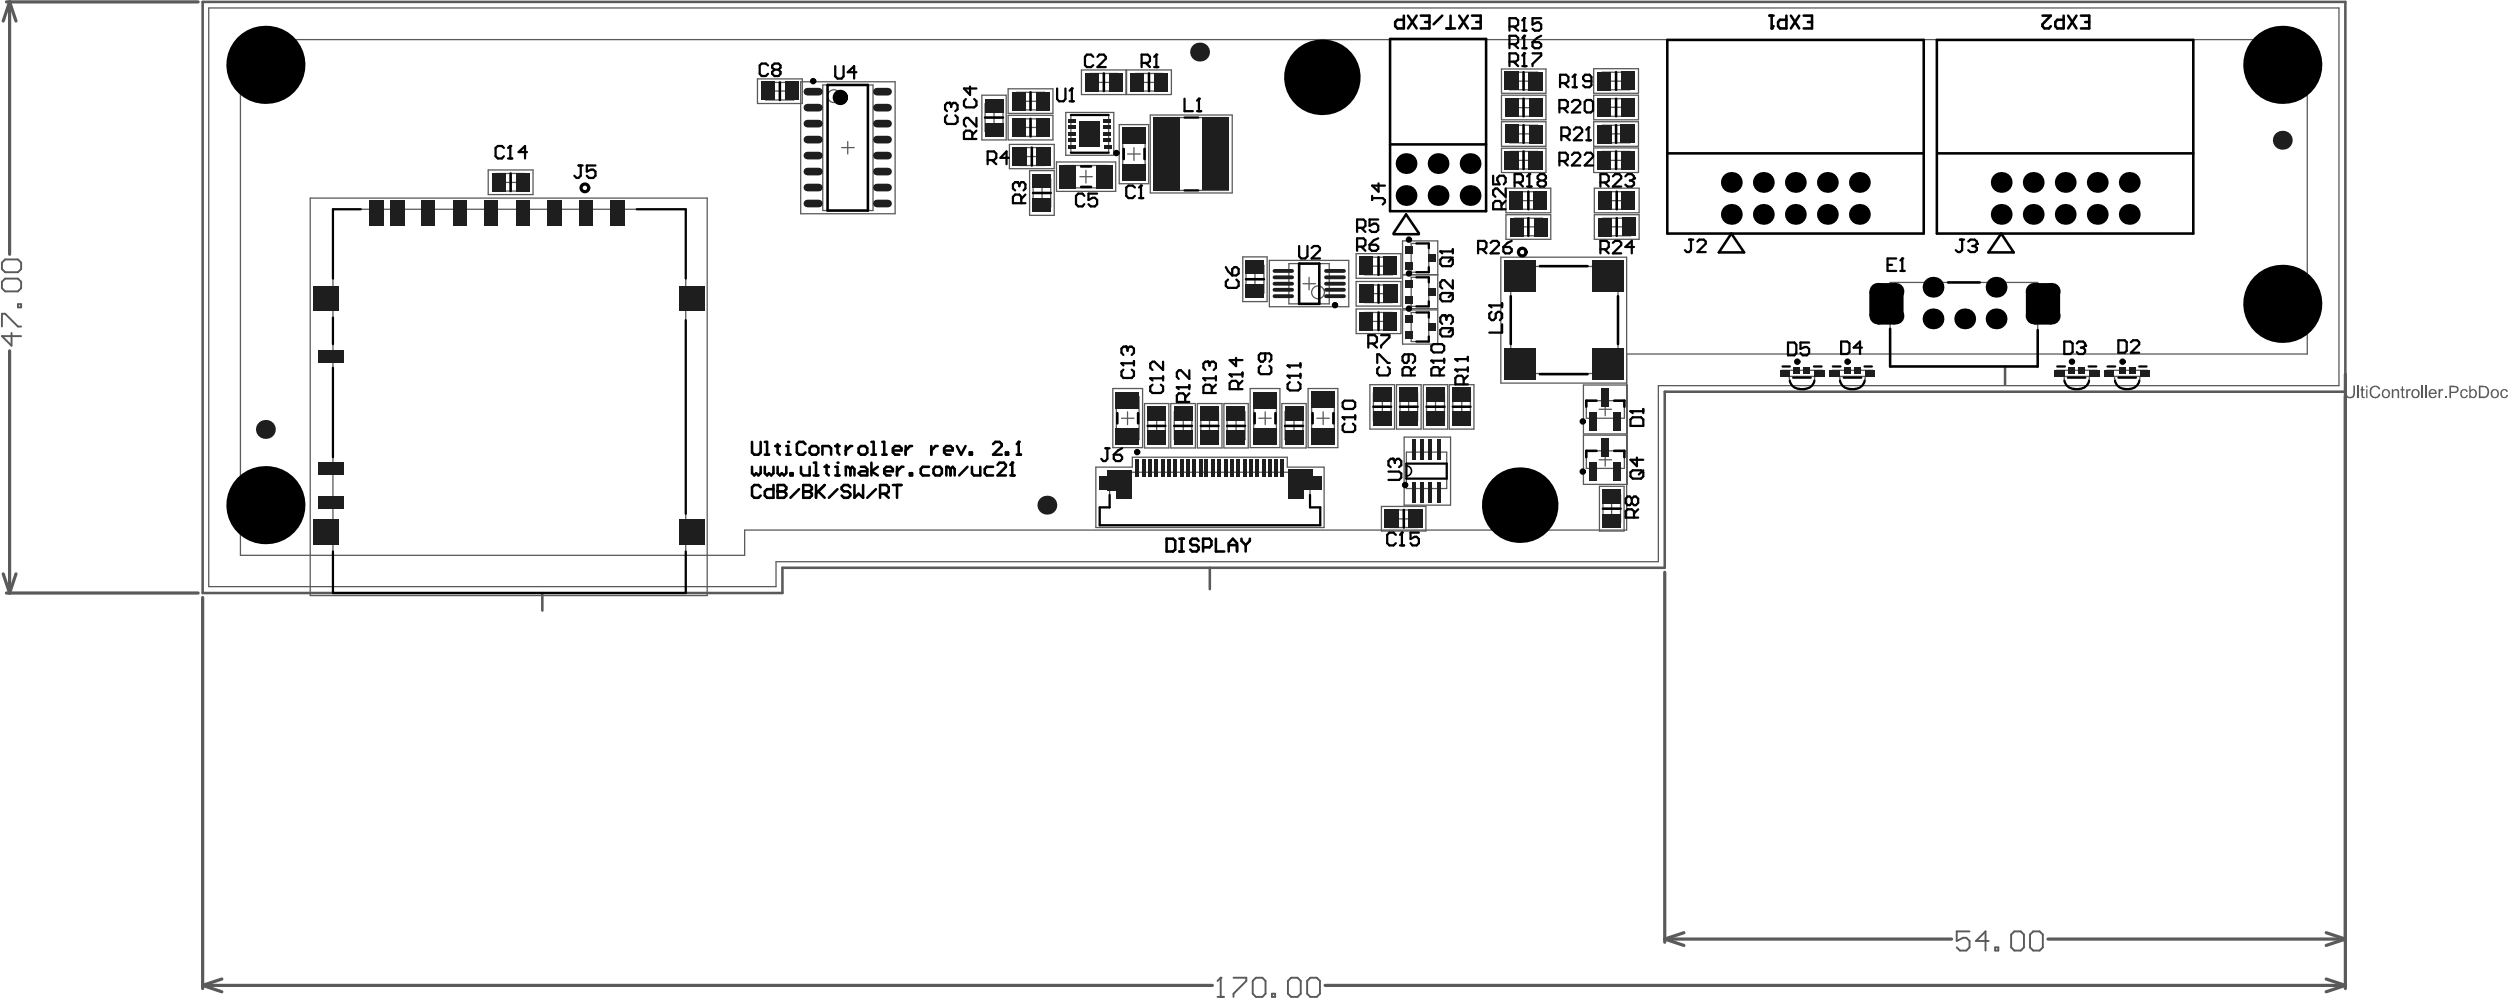 EXT/EXP
EXP1
EXP2
R15
R16
R17
C8
U4
C2
R1
R19
C4
U1
L1
C3
R20
R2
R21
C14
R4
R22
J5
R3
C5
C1
J4
R25
R18
R23
R5
R6
Q1
R26
R24
J2
J3
U2
E1
C6
Q2
47.00
LS1
Q3
R7
D5
D4
D3
D2
C13
C12
R12
R13
R14
C9
C11
C7
R9
R10
R11
UltiController.PcbDoc
C10
D1
UltiController rev. 2.1
www.ultimaker.com/uc21
CdB/BK/SW/RT
J6
U3
Q4
R8
C15
DISPLAY
54.00
170.00